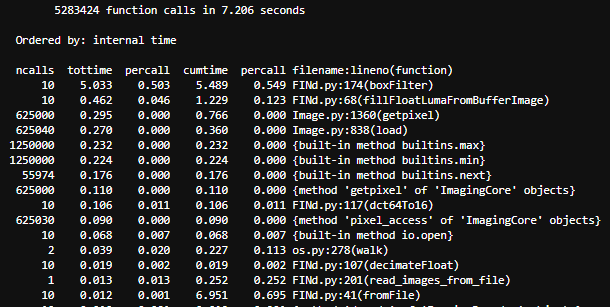 5283424 function calls in 7.206 seconds
Ordered by: internal time
ncalls tottime percall cumtime percall filename:lineno(function)
10 5.033 0.503 5.489 0.549 FINd.py:174(boxFilter)
10 0.462 0.046 1.229 0.123 FINd.py:68(fillFloatLumaFromBufferImage)
625000 0.295 0.000 0.766 0.000 Image.py:1360(getpixel)
625040 0.270 0.000 0.360 0.000 Image.py:838(load)
1250000 0.232 0.000 0.232 0.000 {built-in method builtins.max}
1250000 0.224 0.000 0.224 0.000 {built-in method builtins.min}
55974 0.176 0.000 0.227 0.000 {built-in method builtins.next}
625000 0.110 0.000 0.110 0.000 {method 'getpixel' of 'ImagingCore' objects}
10 0.106 0.011 0.106 0.011 FINd.py:117(dct64To16)
625030 0.090 0.000 0.090 0.000 {method 'pixel_access' of 'ImagingCore' objects}
10 0.068 0.007 0.068 0.007 {built-in method io.open}
2 0.039 0.020 0.227 0.113 os.py:278(walk)
10 0.019 0.002 0.019 0.002 FINd.py:107(decimateFloat)
1 0.013 0.013 0.252 0.252 FINd.py:201(read_images_from_file)
10 0.012 0.001 6.951 0.695 FINd.py:41(fromFile)